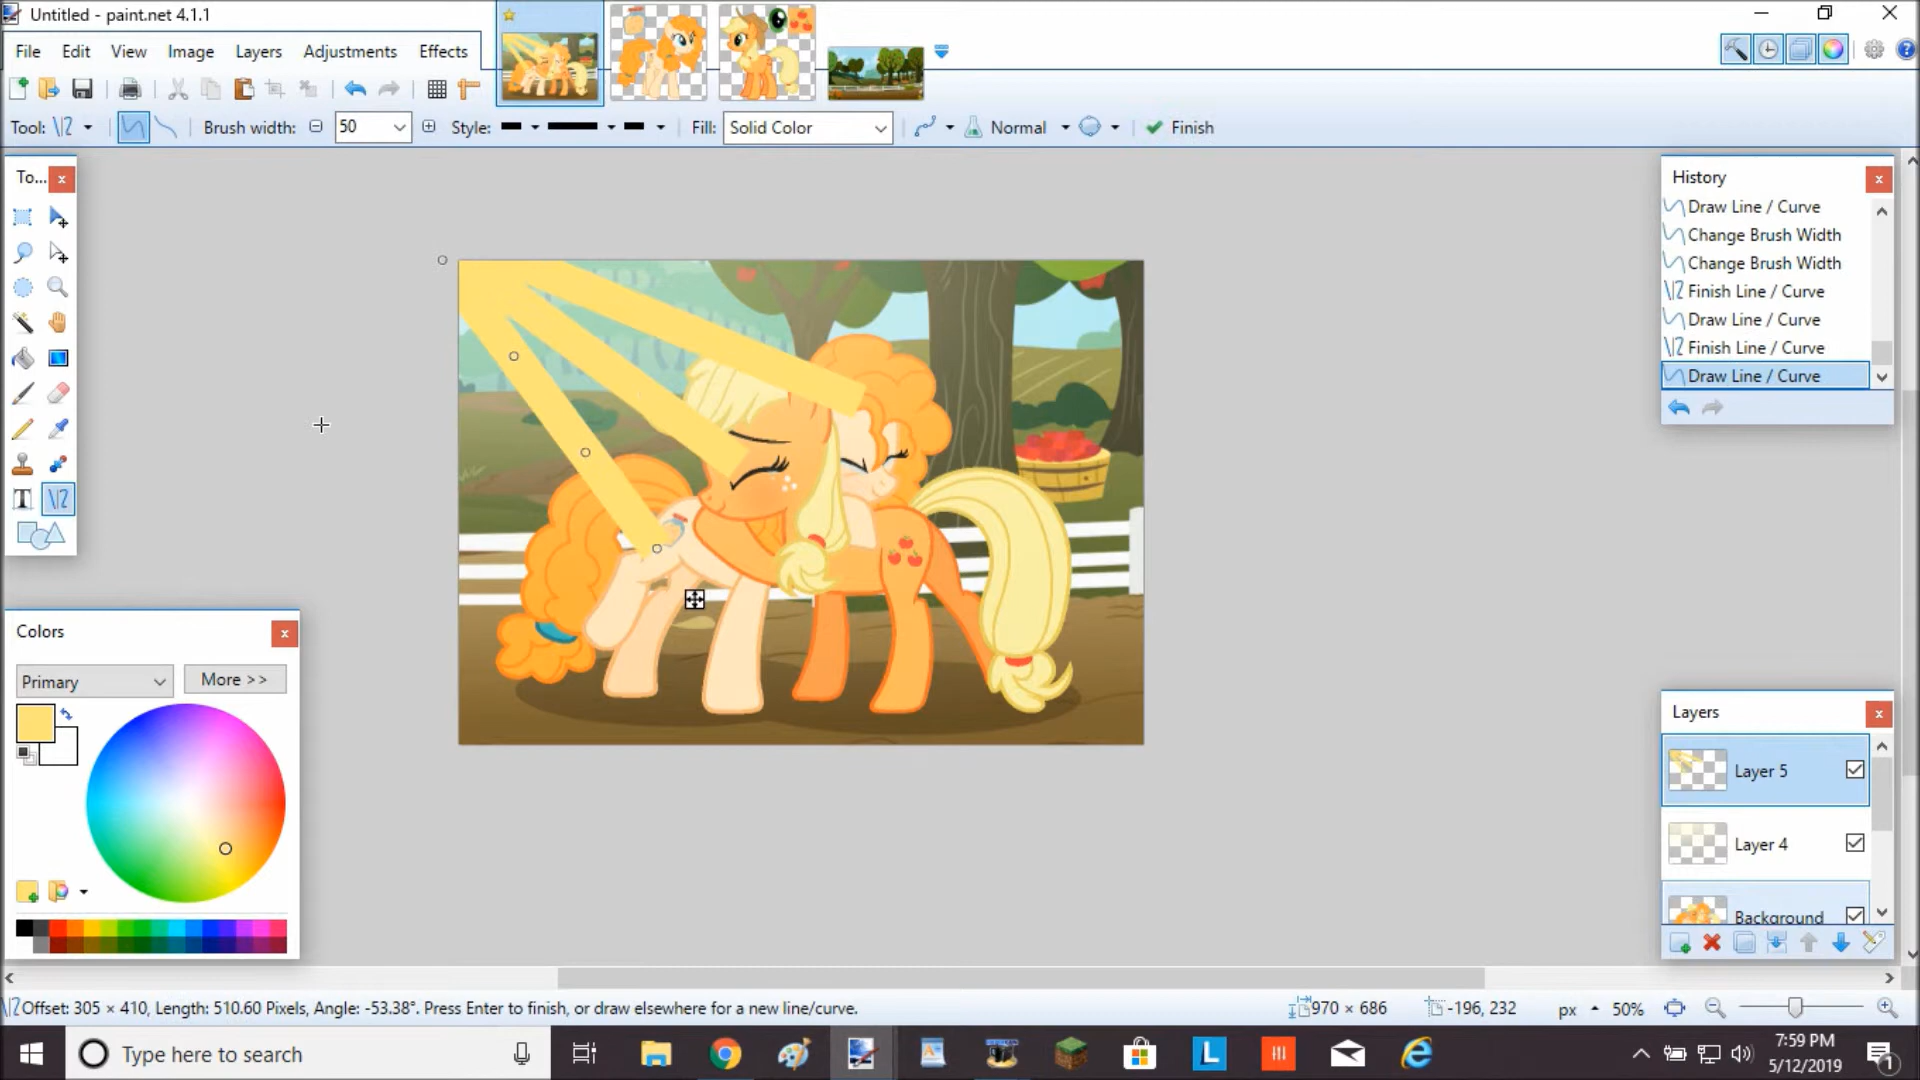 Untitled - paint.net 4.1.1
File Edit View Image Layers Adjustments Effects
Tool: Brush width: 50 Style: Fill: Solid Color Normal Finish
To...
History
Draw Line / Curve
Change Brush Width
Change Brush Width
Finish Line / Curve
Draw Line / Curve
Finish Line / Curve
Draw Line / Curve
Colors
Primary More >>
Layers
Layer 5
Layer 4
Background
Offset: 305 × 410, Length: 510.60 Pixels, Angle: -53.38°. Press Enter to finish, or draw elsewhere for a new line/curve. 970 × 686 -196, 232 px 50%
Type here to search
7:59 PM
5/12/2019
1